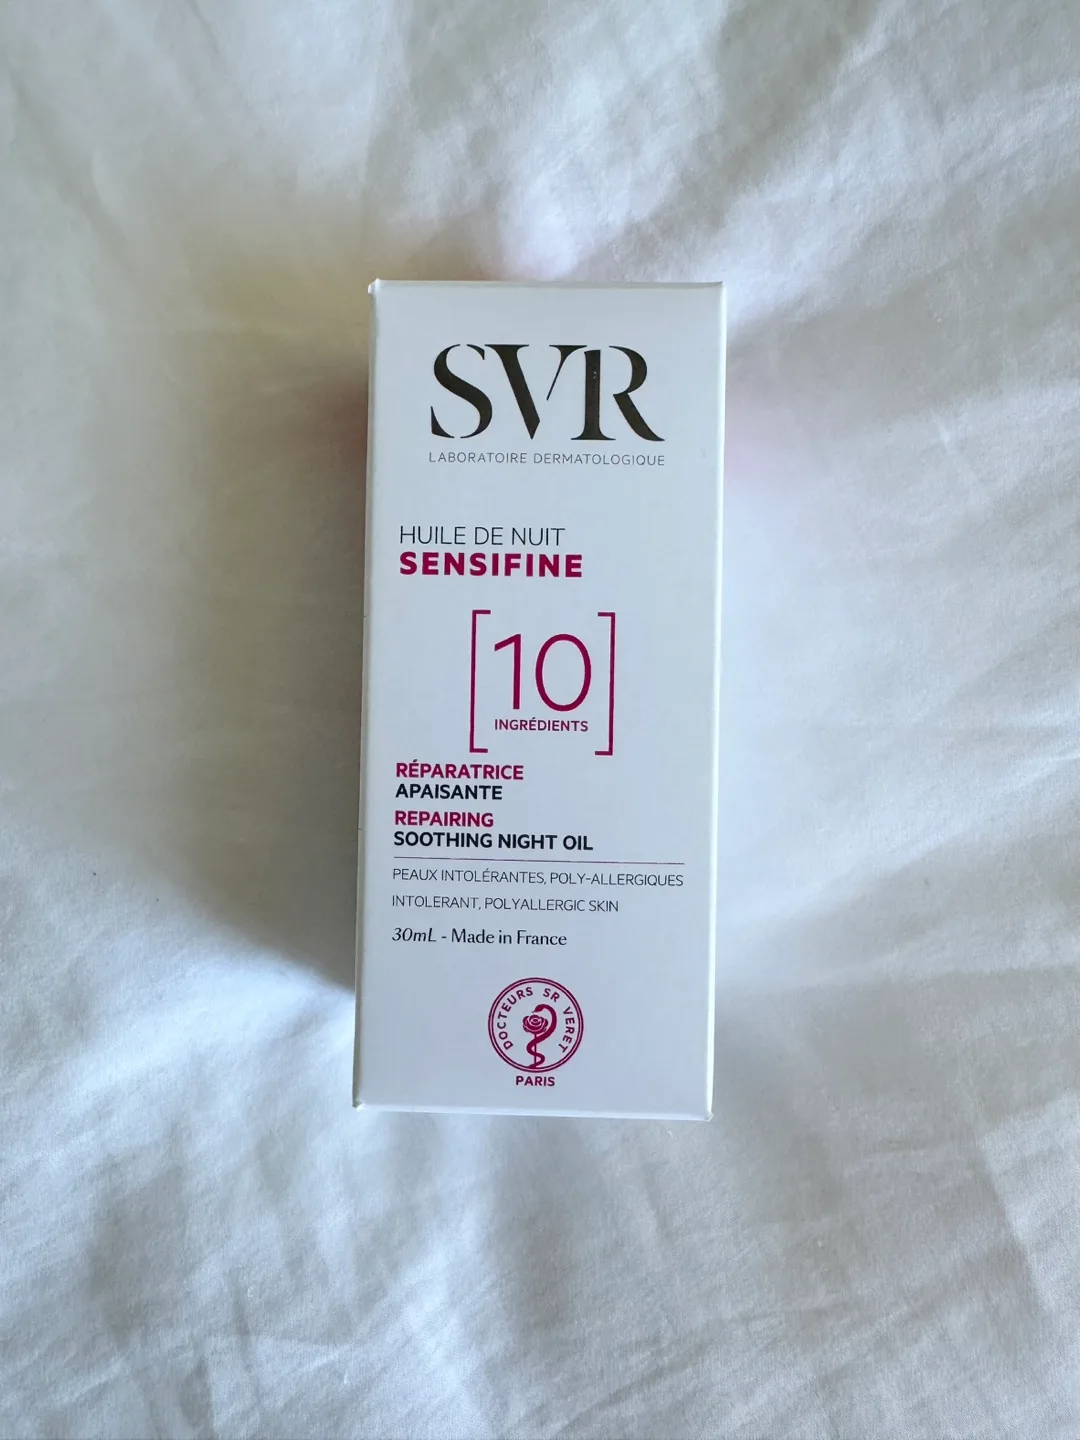 SVR
LABORATOIRE DERMATOLOGIQUE
HUILE DE NUIT
SENSIFINE
[10
INGRÉDIENTS]
RÉPARATRICE
APAISANTE
REPAIRING
SOOTHING NIGHT OIL
PEAUX INTOLÉRANTES, POLY-ALLERGIQUES
INTOLERANT, POLYALLERGIC SKIN
30mL - Made in France
DOCTEURS SR VERET
PARIS